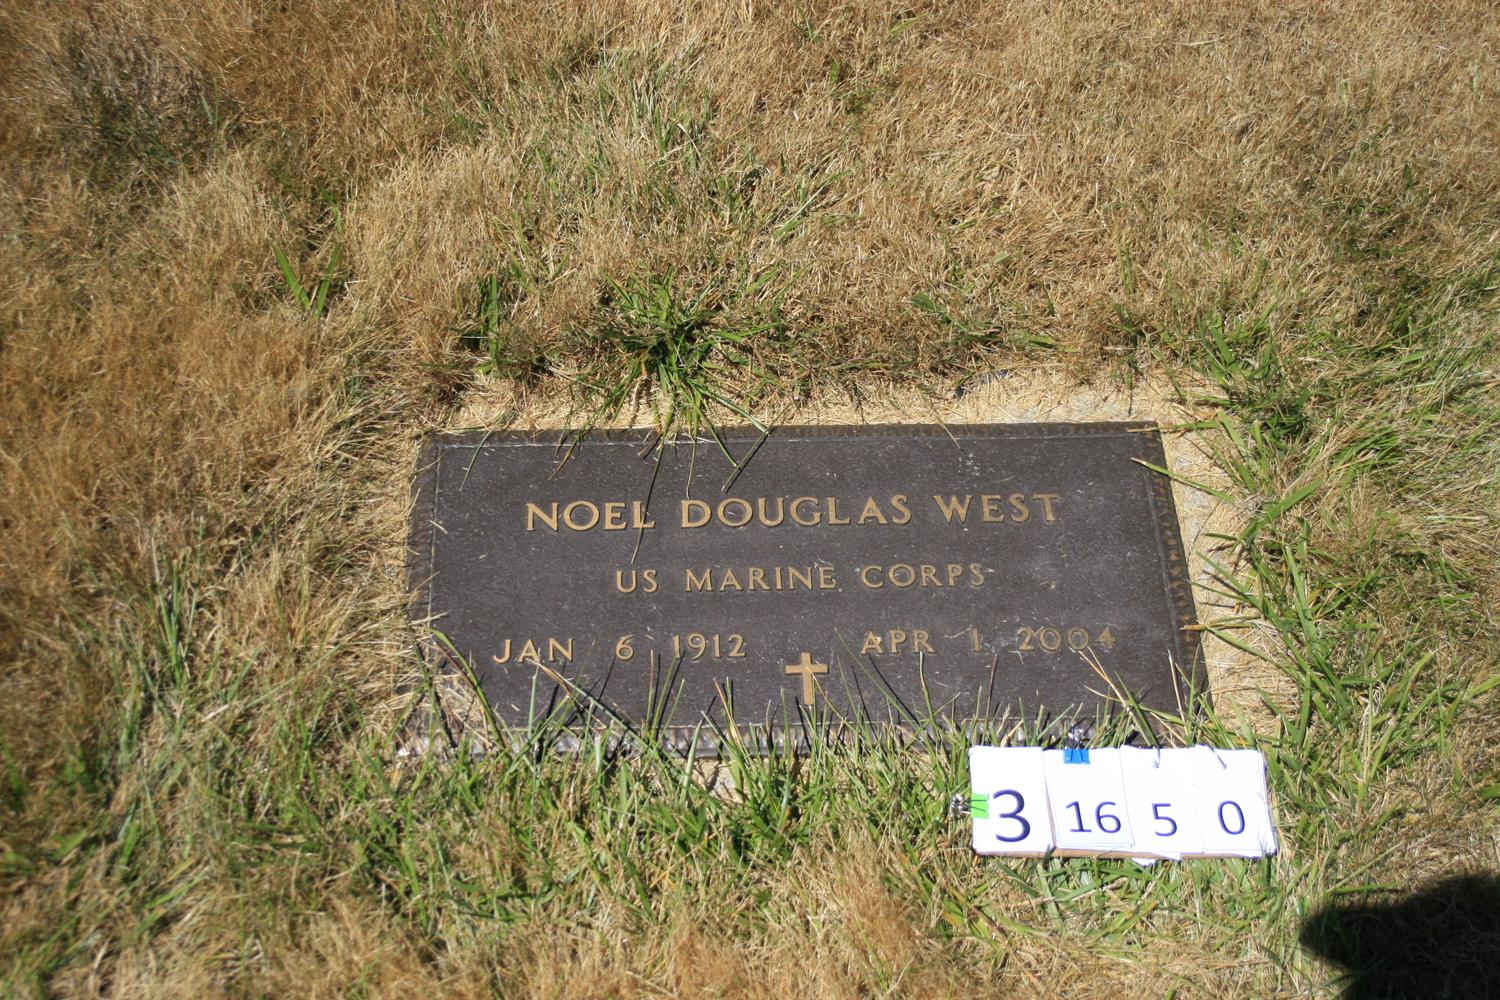 NOEL DOUGLAS WEST
US MARINE CORPS
JAN 6 1912 APR 1 2004
3 16 5 0